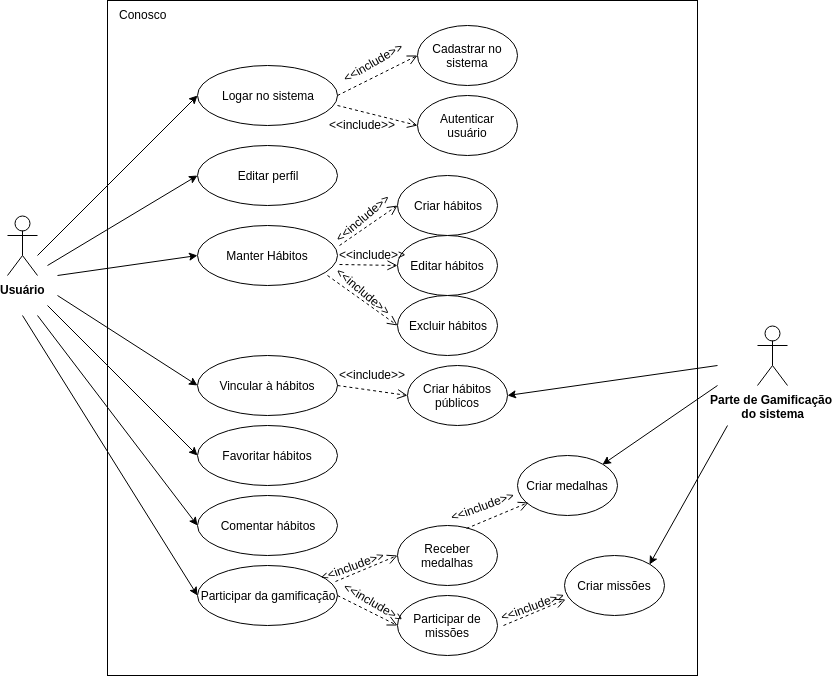 Conosco
Cadastrar no
sistema
<<include>>
Logar no sistema
<<include>>
Autenticar
usuário
Editar perfil
<<include>>
Criar hábitos
Manter Hábitos
<<include>>
Editar hábitos
Usuário
<<include>>
Excluir hábitos
Vincular à hábitos
<<include>>
Criar hábitos
públicos
Parte de Gamificação
do sistema
Favoritar hábitos
Criar medalhas
<<include>>
Comentar hábitos
Receber
medalhas
<<include>>
Participar da gamificação
<<include>>
Participar de
missões
<<include>>
Criar missões